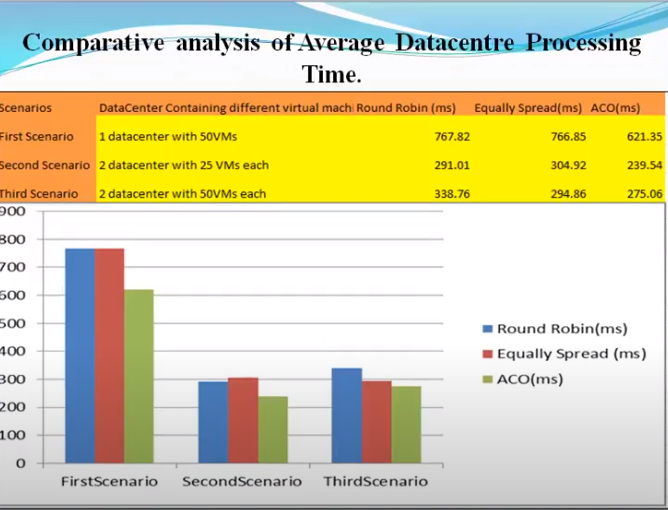 Comparative analysis of Average Datacentre Processing
Time.
Scenarios DataCenter Containing different virtual mach Round Robin (ms) Equally Spread(ms) ACO(ms)
First Scenario 1 datacenter with 50VMs 767.82 766.85 621.35
Second Scenario 2 datacenter with 25 VMs each 291.01 304.92 239.54
Third Scenario 2 datacenter with 50VMs each 338.76 294.86 275.06
900
800
700
600
500
400
300
200
100
0
FirstScenario SecondScenario ThirdScenario
Round Robin(ms)
Equally Spread (ms)
ACO(ms)